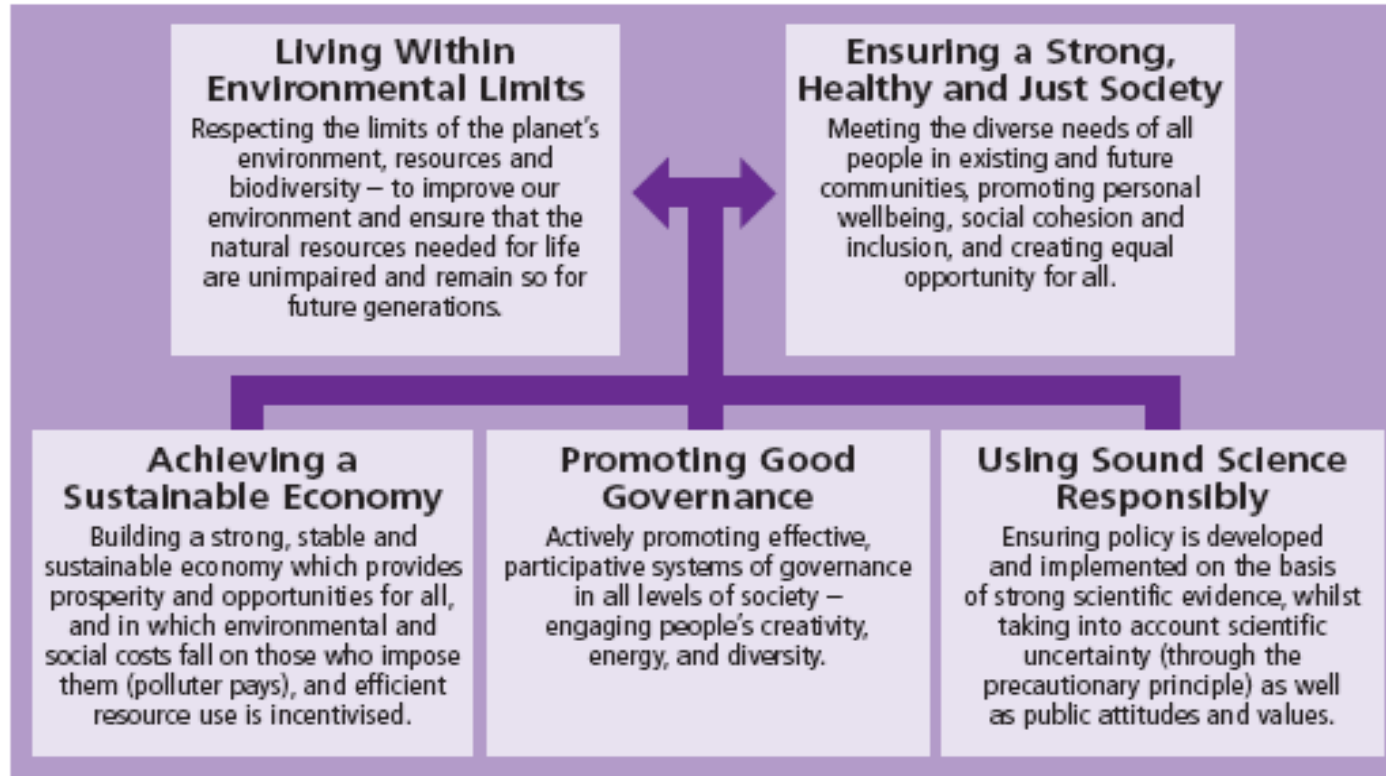 Living Within
Environmental Limits
Respecting the limits of the planet's
environment, resources and
biodiversity – to improve our
environment and ensure that the
natural resources needed for life
are unimpaired and remain so for
future generations.
Ensuring a Strong,
Healthy and Just Society
Meeting the diverse needs of all
people in existing and future
communities, promoting personal
wellbeing, social cohesion and
inclusion, and creating equal
opportunity for all.
Achieving a
Sustainable Economy
Building a strong, stable and
sustainable economy which provides
prosperity and opportunities for all,
and in which environmental and
social costs fall on those who impose
them (polluter pays), and efficient
resource use is incentivised.
Promoting Good
Governance
Actively promoting effective,
participative systems of governance
in all levels of society –
engaging people's creativity,
energy, and diversity.
Using Sound Science
Responsibly
Ensuring policy is developed
and implemented on the basis
of strong scientific evidence, whilst
taking into account scientific
uncertainty (through the
precautionary principle) as well
as public attitudes and values.